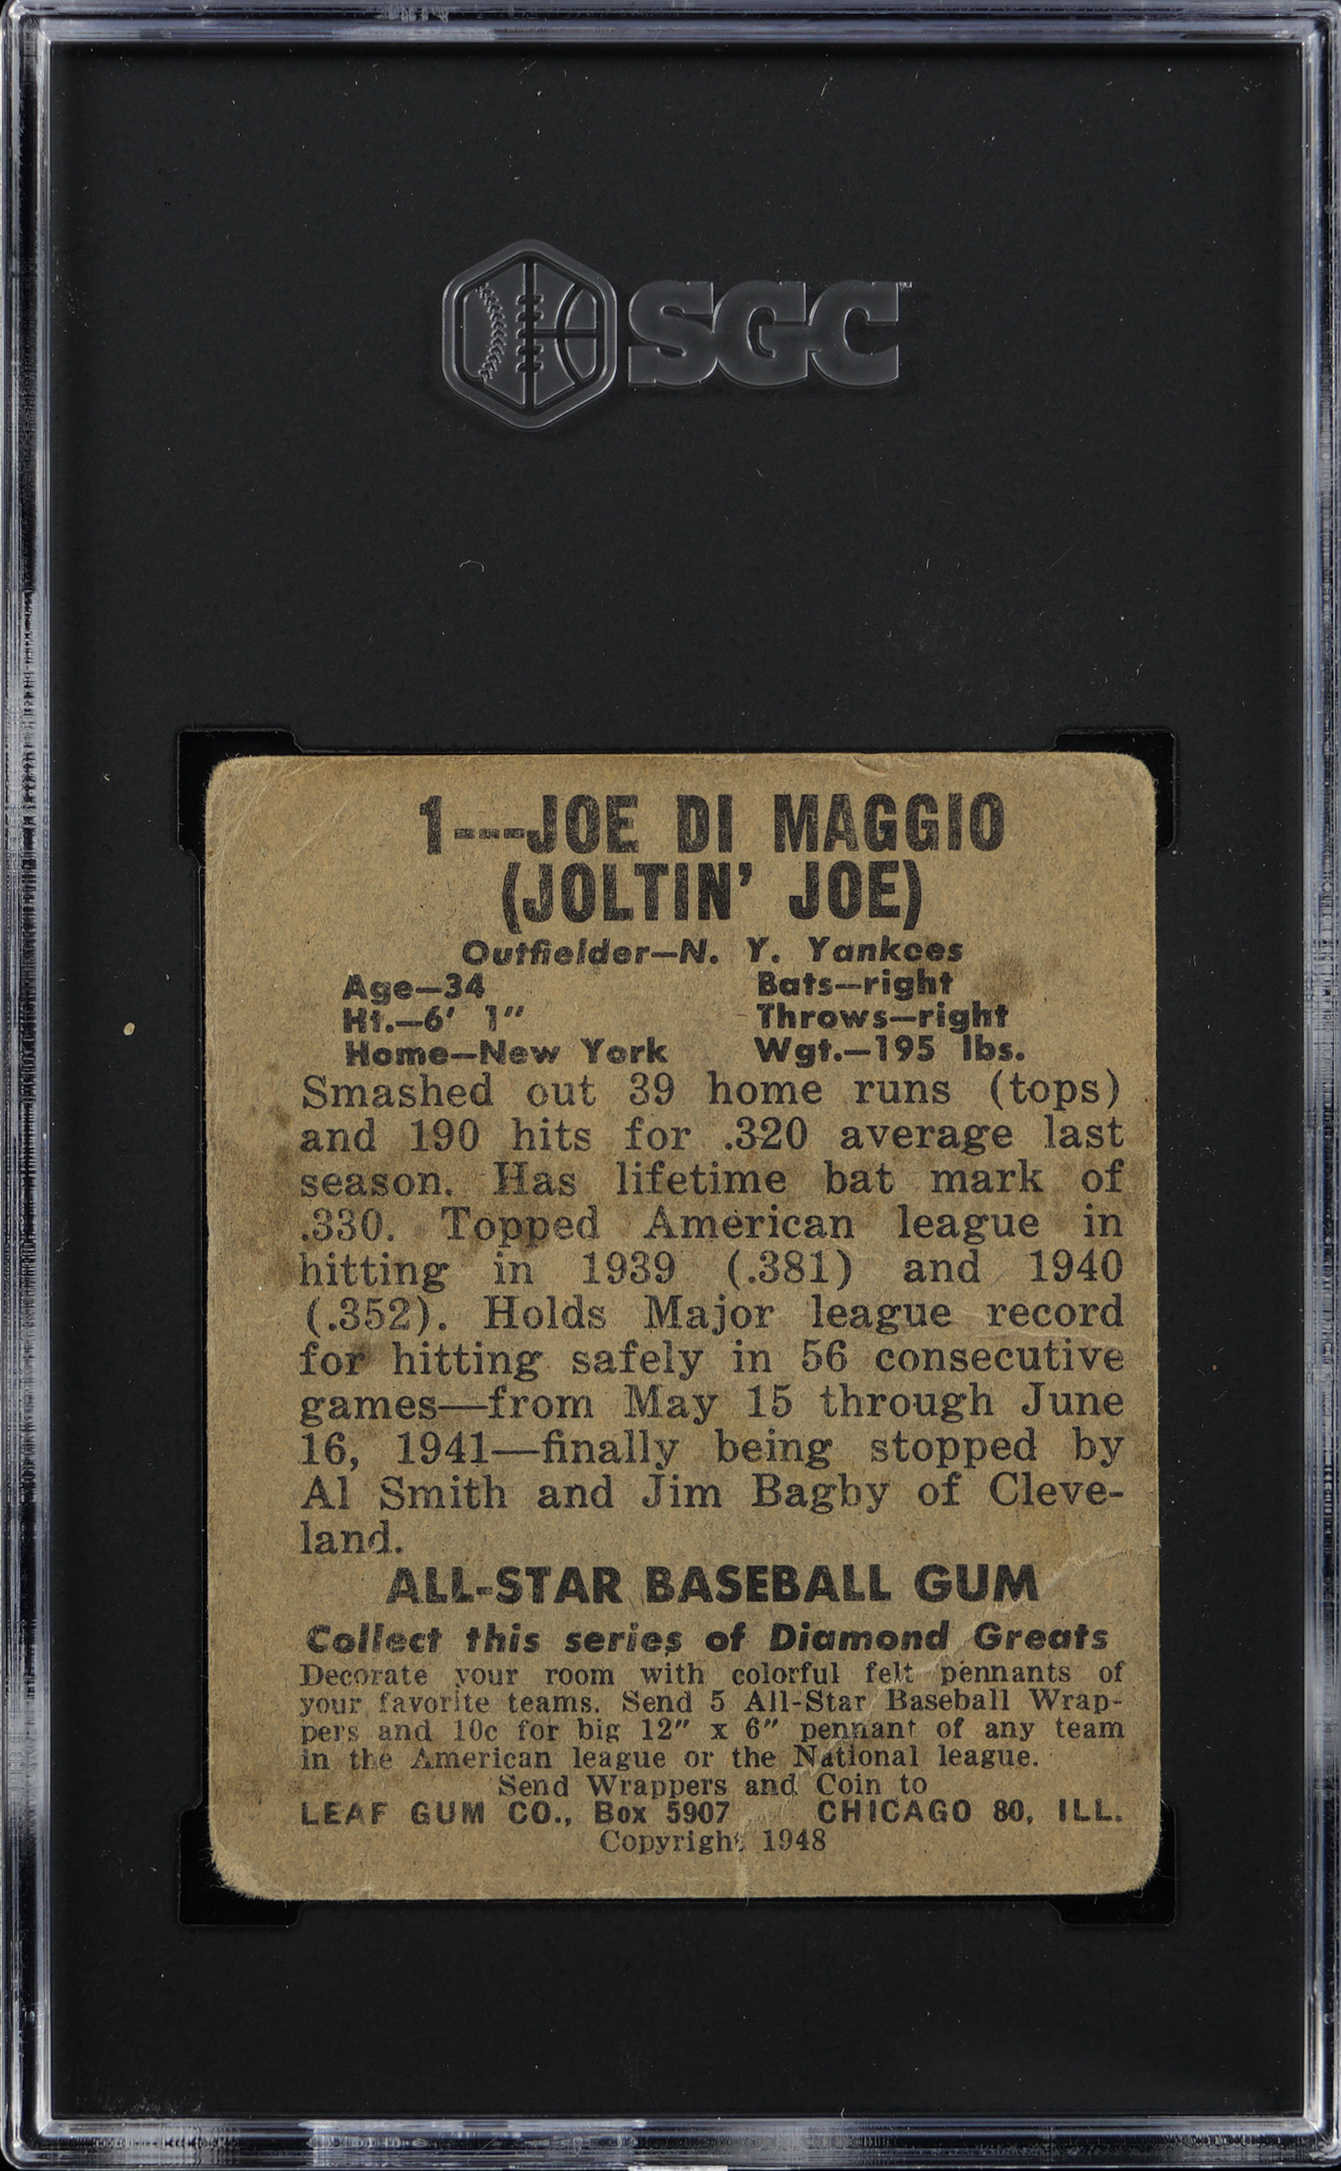 SGC
1---JOE DI MAGGIO
(JOLTIN' JOE)
Outfielder—N. Y. Yankees
Age—34 Bats—right
Ht.—6' 1" Throws—right
Home—New York Wgt.—195 lbs.
Smashed out 39 home runs (tops)
and 190 hits for .320 average last
season. Has lifetime bat mark of
.330. Topped American league in
hitting in 1939 (.381) and 1940
(.352). Holds Major league record
for hitting safely in 56 consecutive
games—from May 15 through June
16, 1941—finally being stopped by
Al Smith and Jim Bagby of Cleve-
land.
ALL-STAR BASEBALL GUM
Collect this series of Diamond Greats
Decorate your room with colorful felt pennants of
your favorite teams. Send 5 All-Star Baseball Wrap-
pers and 10c for big 12" x 6" pennant of any team
in the American league or the National league.
Send Wrappers and Coin to
LEAF GUM CO., Box 5907 CHICAGO 80, ILL.
Copyright 1948